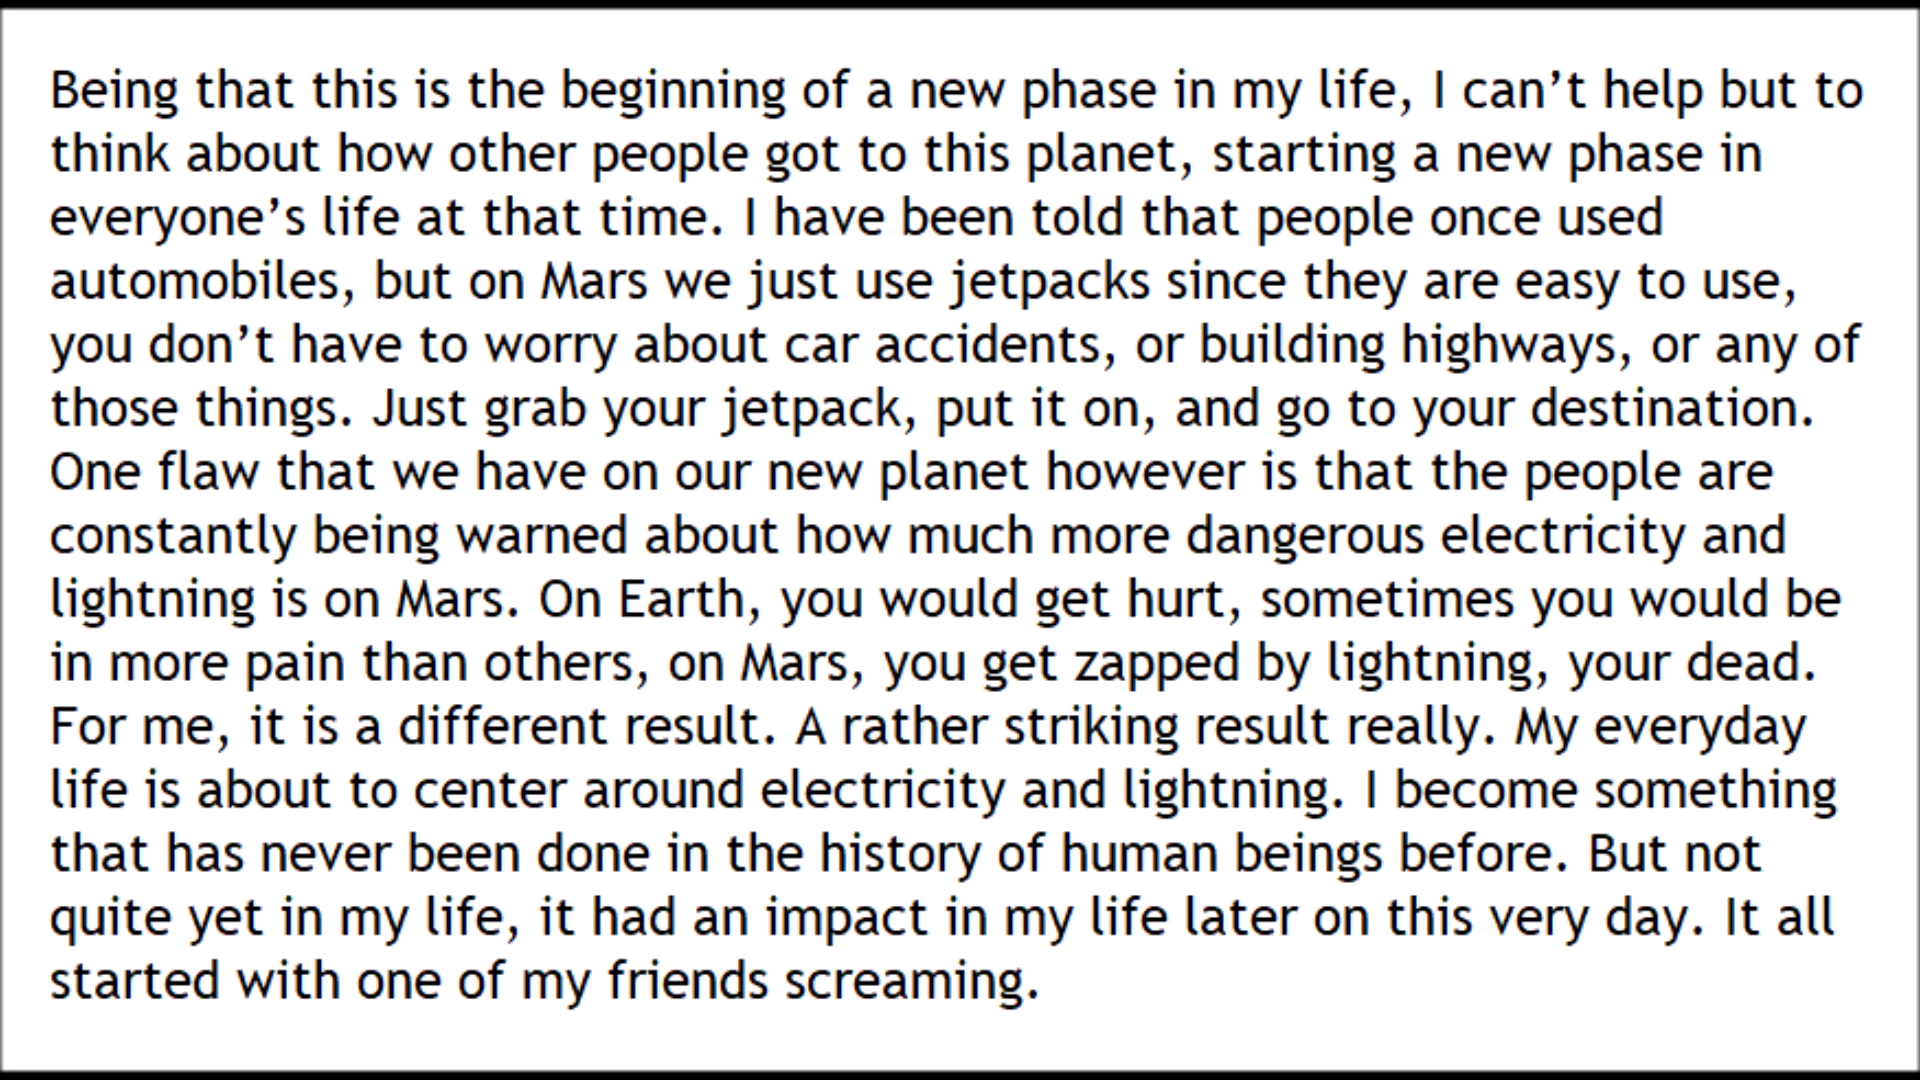 Being that this is the beginning of a new phase in my life, I can’t help but to
think about how other people got to this planet, starting a new phase in
everyone’s life at that time. I have been told that people once used
automobiles, but on Mars we just use jetpacks since they are easy to use,
you don’t have to worry about car accidents, or building highways, or any of
those things. Just grab your jetpack, put it on, and go to your destination.
One flaw that we have on our new planet however is that the people are
constantly being warned about how much more dangerous electricity and
lightning is on Mars. On Earth, you would get hurt, sometimes you would be
in more pain than others, on Mars, you get zapped by lightning, your dead.
For me, it is a different result. A rather striking result really. My everyday
life is about to center around electricity and lightning. I become something
that has never been done in the history of human beings before. But not
quite yet in my life, it had an impact in my life later on this very day. It all
started with one of my friends screaming.